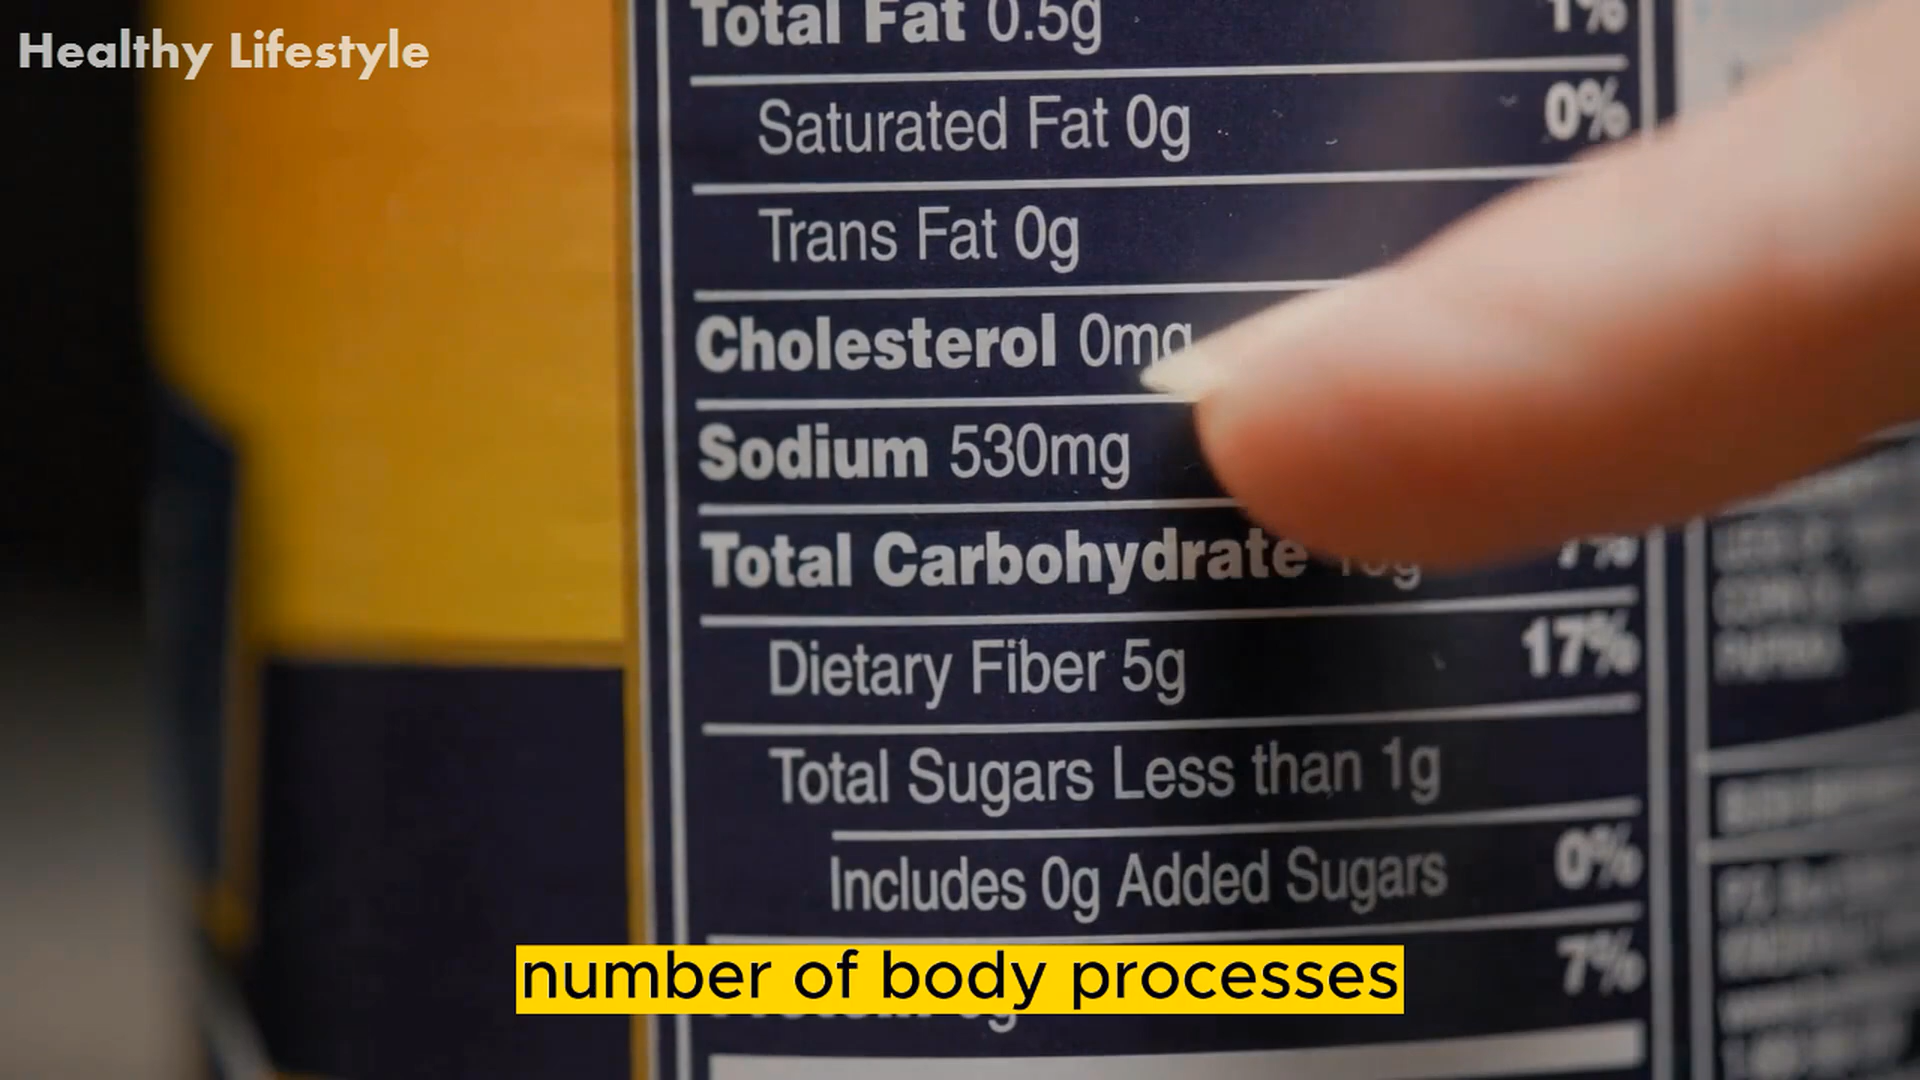 Healthy Lifestyle
Total Fat 0.5g 1%
Saturated Fat 0g 0%
Trans Fat 0g
Cholesterol 0mg
Sodium 530mg
Total Carbohydrate 7%
Dietary Fiber 5g 17%
Total Sugars Less than 1g
Includes 0g Added Sugars 0%
7%
number of body processes